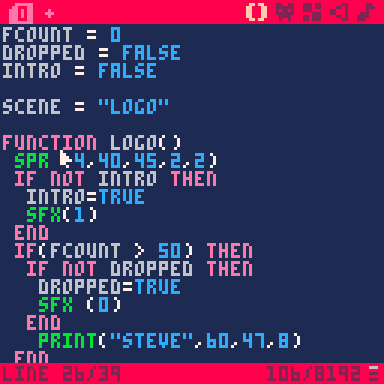 0 +
FCOUNT = 0
DROPPED = FALSE
INTRO = FALSE
SCENE = "LOGO"
FUNCTION LOGO()
SPR 4,40,45,2,2)
IF NOT INTRO THEN
INTRO=TRUE
SFX(1)
END
IF(FCOUNT > 50) THEN
IF NOT DROPPED THEN
DROPPED=TRUE
SFX (0)
END
PRINT("STEVE",60,47,8)
END
LINE 26/39 106/8192